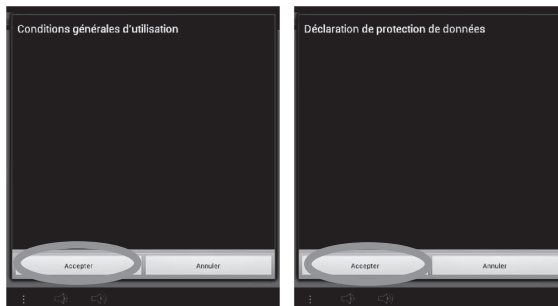 Conditions générales d'utilisation
Accepter
Annuler
Déclaration de protection de données
Accepter
Annuler